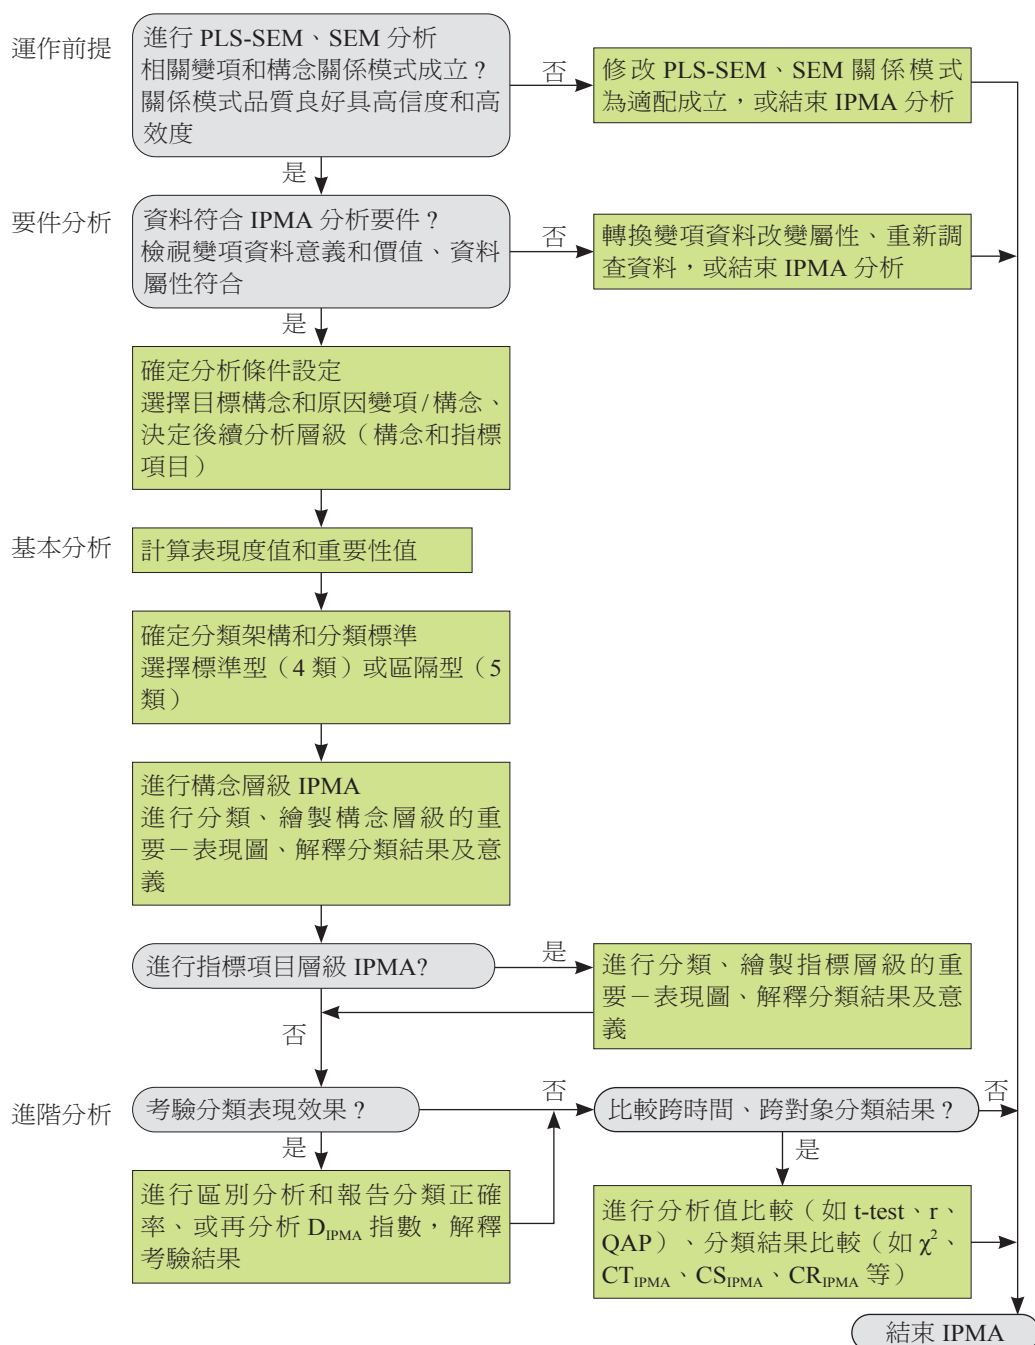 運作前提
進行 PLS-SEM、SEM 分析
相關變項和構念關係模式成立？
關係模式品質良好具高信度和高
效度
否
修改 PLS-SEM、SEM 關係模式
為適配成立，或結束 IPMA 分析
是
要件分析
資料符合 IPMA 分析要件？
檢視變項資料意義和價值、資料
屬性符合
否
轉換變項資料改變屬性、重新調
查資料，或結束 IPMA 分析
是
確定分析條件設定
選擇目標構念和原因變項/構念、
決定後續分析層級（構念和指標
項目）
基本分析
計算表現度值和重要性值
確定分類架構和分類標準
選擇標準型（4 類）或區隔型（5
類）
進行構念層級 IPMA
進行分類、繪製構念層級的重
要－表現圖、解釋分類結果及意
義
進行指標項目層級 IPMA?
是
進行分類、繪製指標層級的重
要－表現圖、解釋分類結果及意
義
否
進階分析
考驗分類表現效果？
否
比較跨時間、跨對象分類結果？
否
是
進行區別分析和報告分類正確
率、或再分析 D_IPMA 指數，解釋
考驗結果
是
進行分析值比較（如 t-test、r、
QAP）、分類結果比較（如 χ²、
CT_IPMA、CS_IPMA、CR_IPMA 等）
結束 IPMA